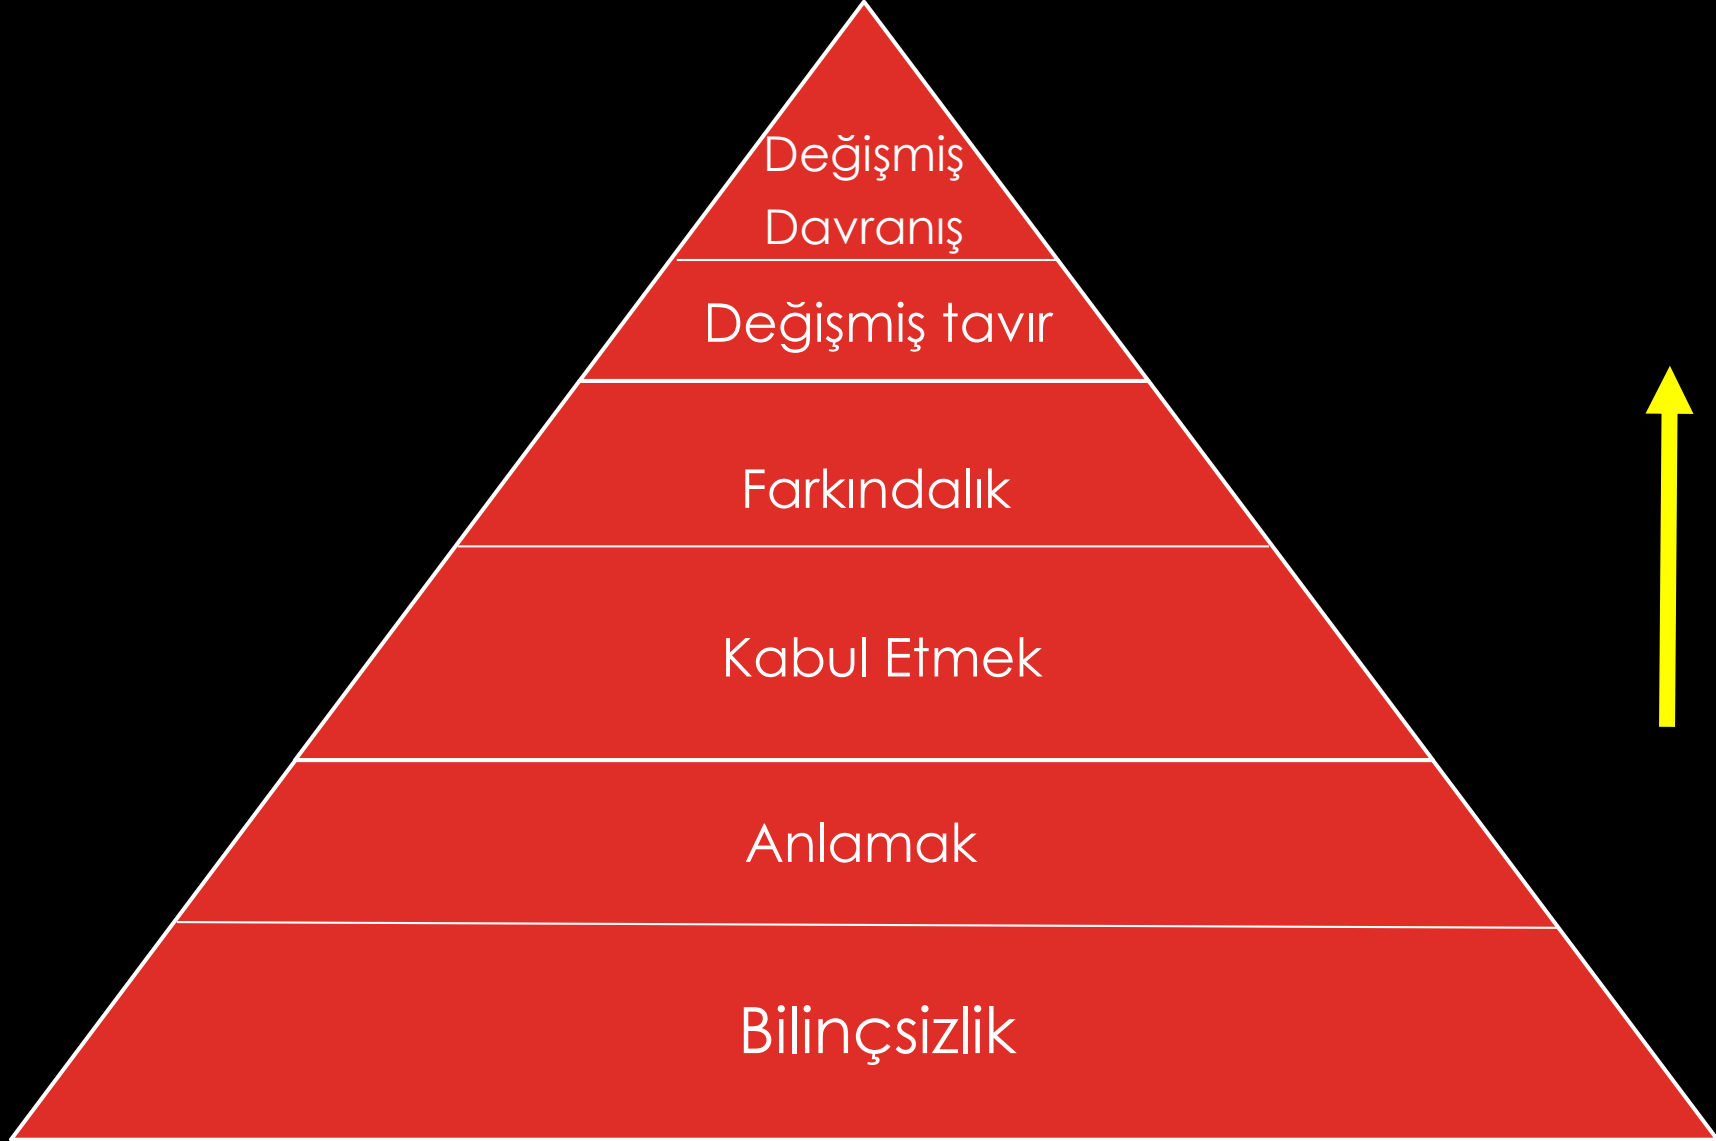 Değişmiş
Davranış
Değişmiş tavır
Farkındalık
Kabul Etmek
Anlamak
Bilinçsizlik